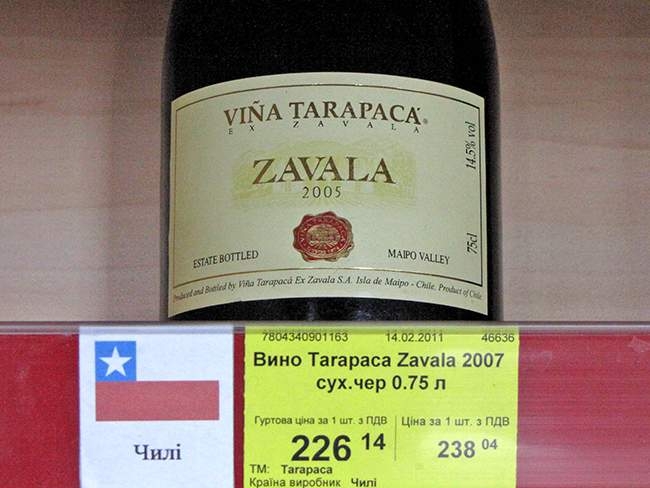 VIÑA TARAPACÁ®
EX ZAVALA
ZAVALA
2005
14.5% vol
75cl
VIÑA TARAPACA
ESTATE BOTTLED
MAIPO VALLEY
Produced and Bottled by Viña Tarapacá Ex Zavala S.A. Isla de Maipo - Chile. Product of Chile
Чилі
7804340901163 14.02.2011 46636
Вино Tarapaca Zavala 2007
сух.чер 0.75 л
Гуртова ціна за 1 шт. з ПДВ
226 14
Ціна за 1 шт. з ПДВ
238 04
ТМ: Tarapaca
Країна виробник Чилі